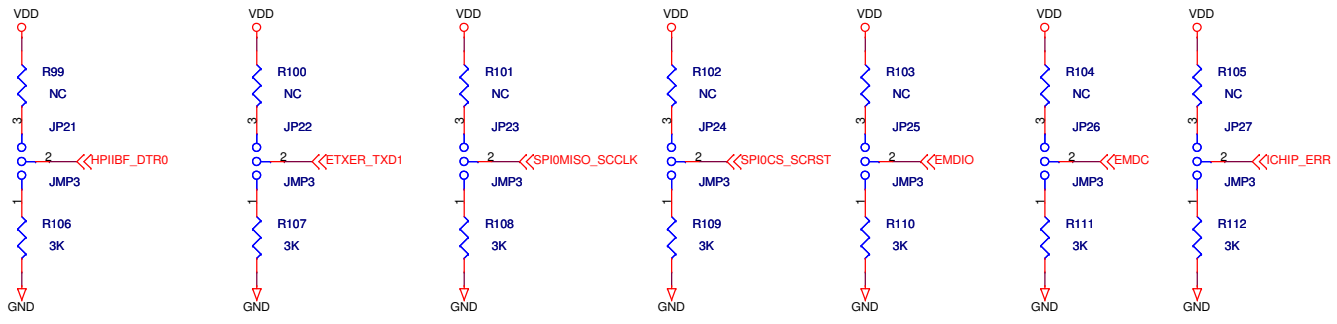 VDD VDD VDD VDD VDD VDD VDD
R99 R100 R101 R102 R103 R104 R105
NC NC NC NC NC NC NC
3 3 3 3 3 3 3
JP21 JP22 JP23 JP24 JP25 JP26 JP27
2 HPIIBF_DTR0 2 ETXER_TXD1 2 SPI0MISO_SCCLK 2 SPI0CS_SCRST 2 EMDIO 2 EMDC 2 ICHIP_ERR
JMP3 JMP3 JMP3 JMP3 JMP3 JMP3 JMP3
1 1 1 1 1 1 1
R106 R107 R108 R109 R110 R111 R112
3K 3K 3K 3K 3K 3K 3K
GND GND GND GND GND GND GND